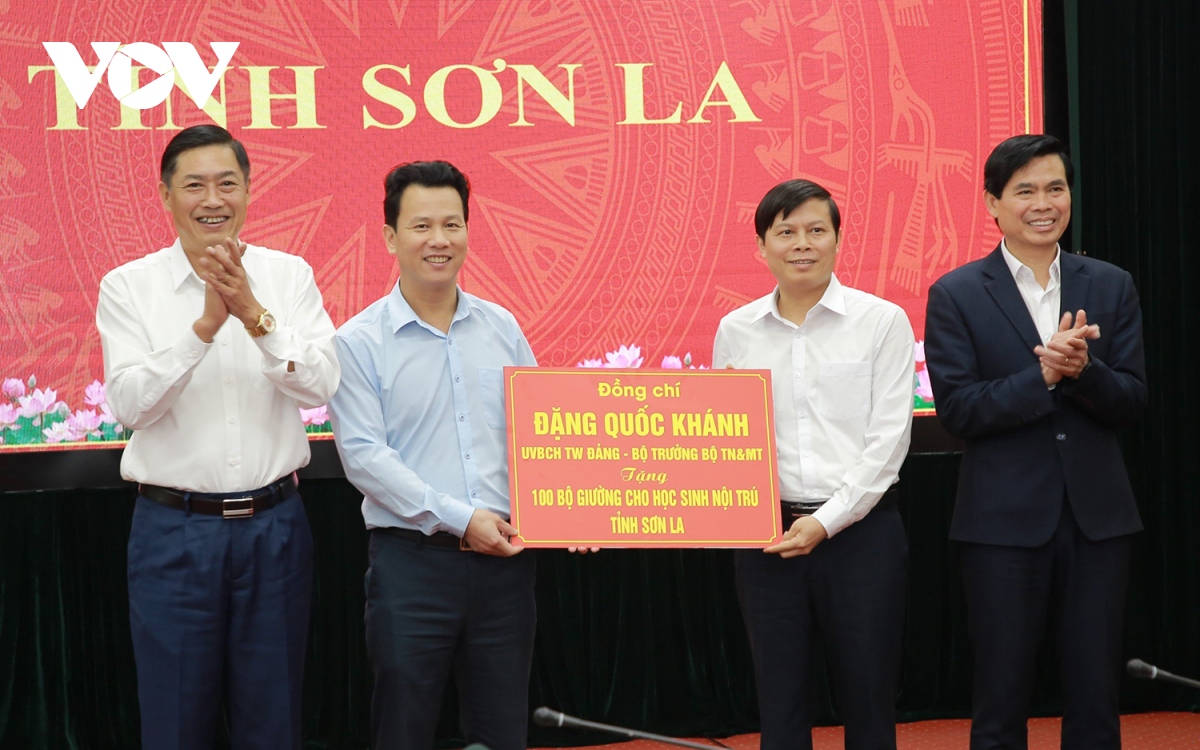 VOV
TỈNH SƠN LA
Đồng chí
ĐẶNG QUỐC KHÁNH
UVBCH TW ĐẢNG - BỘ TRƯỞNG BỘ TN&MT
Tặng
100 BỘ GIƯỜNG CHO HỌC SINH NỘI TRÚ
TỈNH SƠN LA